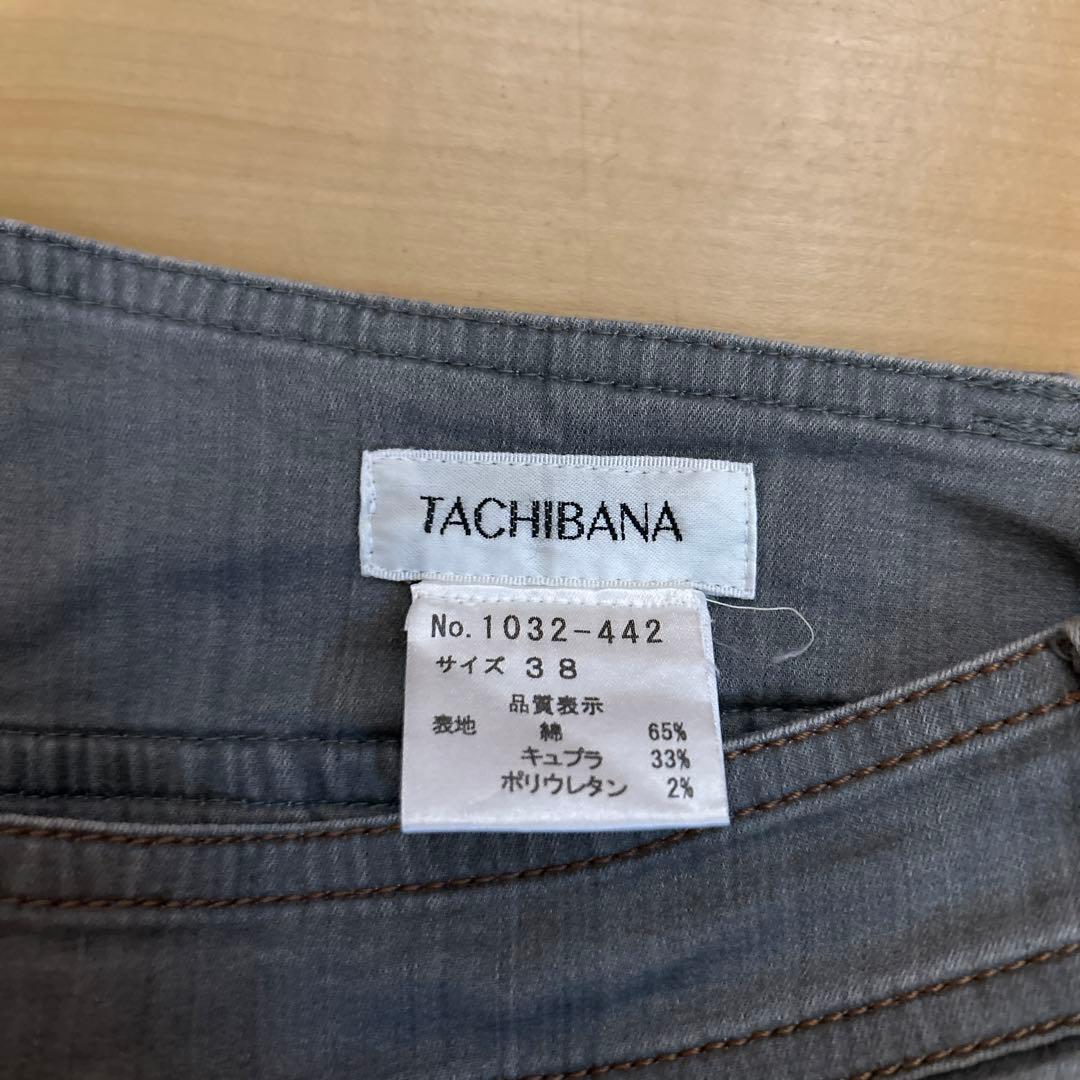 TACHIBANA
No.1032-442
サイズ 38
品質表示
表地 綿 65%
キュプラ 33%
ポリウレタン 2%